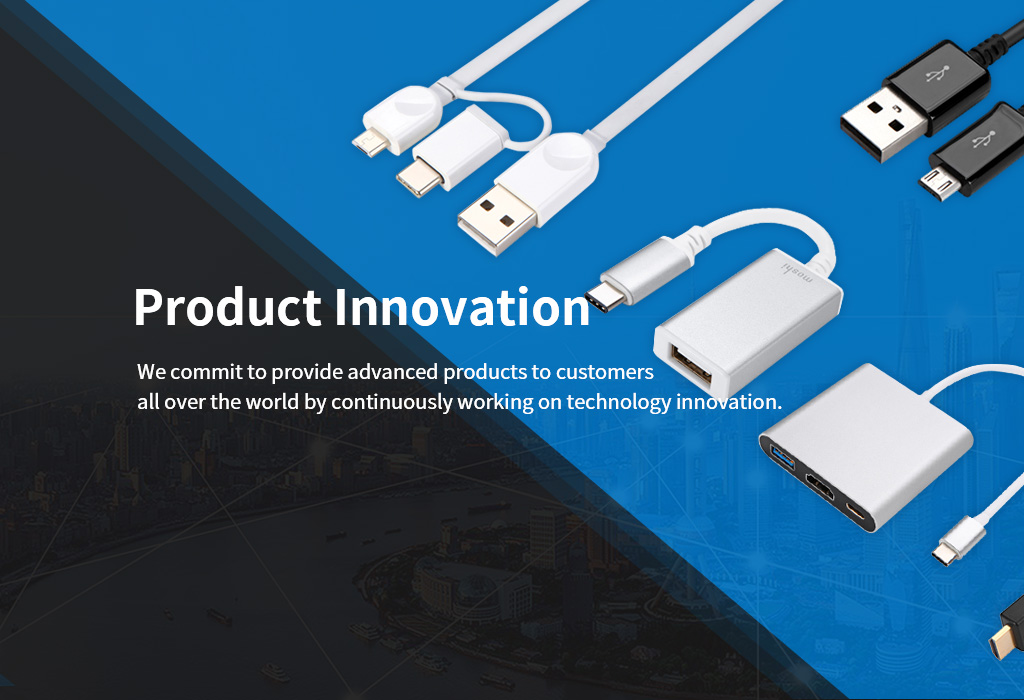 moshi
Product Innovation
We commit to provide advanced products to customers
all over the world by continuously working on technology innovation.